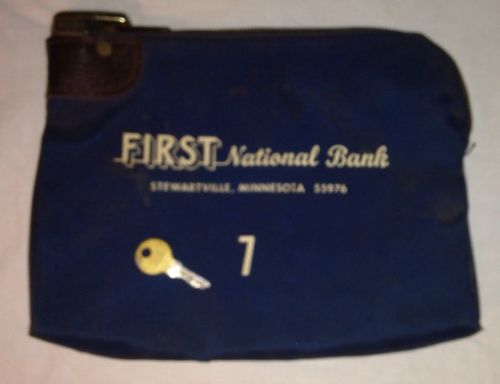 FIRST National Bank
STEWARTVILLE, MINNESOTA 55976
7